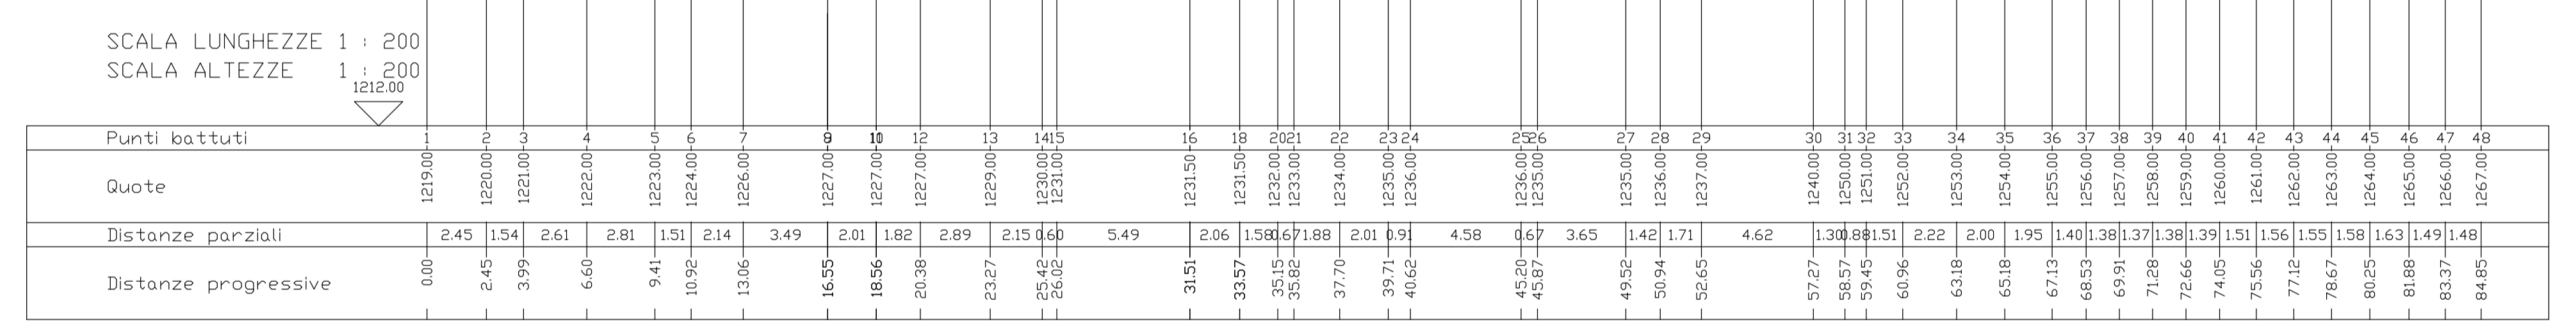 SCALA LUNGHEZZE 1 : 200
SCALA ALTEZZE 1 : 200
1212.00
Punti battuti 1 2 3 4 5 6 7 9 10 12 13 14 15 16 18 20 21 22 23 24 25 26 27 28 29 30 31 32 33 34 35 36 37 38 39 40 41 42 43 44 45 46 47 48
Quote 1219.00 1220.00 1221.00 1222.00 1223.00 1224.00 1226.00 1227.00 1227.00 1227.00 1229.00 1230.00 1231.00 1231.50 1231.50 1232.00 1233.00 1234.00 1235.00 1236.00 1236.00 1235.00 1235.00 1236.00 1237.00 1240.00 1250.00 1251.00 1252.00 1253.00 1254.00 1255.00 1256.00 1257.00 1258.00 1259.00 1260.00 1261.00 1262.00 1263.00 1264.00 1265.00 1266.00 1267.00
Distanze parziali 2.45 1.54 2.61 2.81 1.51 2.14 3.49 2.01 1.82 2.89 2.15 0.60 5.49 2.06 1.58 0.67 1.88 2.01 0.91 4.58 0.67 3.65 1.42 1.71 4.62 1.30 0.88 1.51 2.22 2.00 1.95 1.40 1.38 1.37 1.38 1.39 1.51 1.56 1.55 1.58 1.63 1.49 1.48
Distanze progressive 0.00 2.45 3.99 6.60 9.41 10.92 13.06 16.55 18.56 20.38 23.27 25.42 26.02 31.51 33.57 35.15 35.82 37.70 39.71 40.62 45.20 45.87 49.52 50.94 52.65 57.27 58.57 59.45 60.96 63.18 65.18 67.13 68.53 69.91 71.28 72.66 74.05 75.56 77.12 78.67 80.25 81.88 83.37 84.85